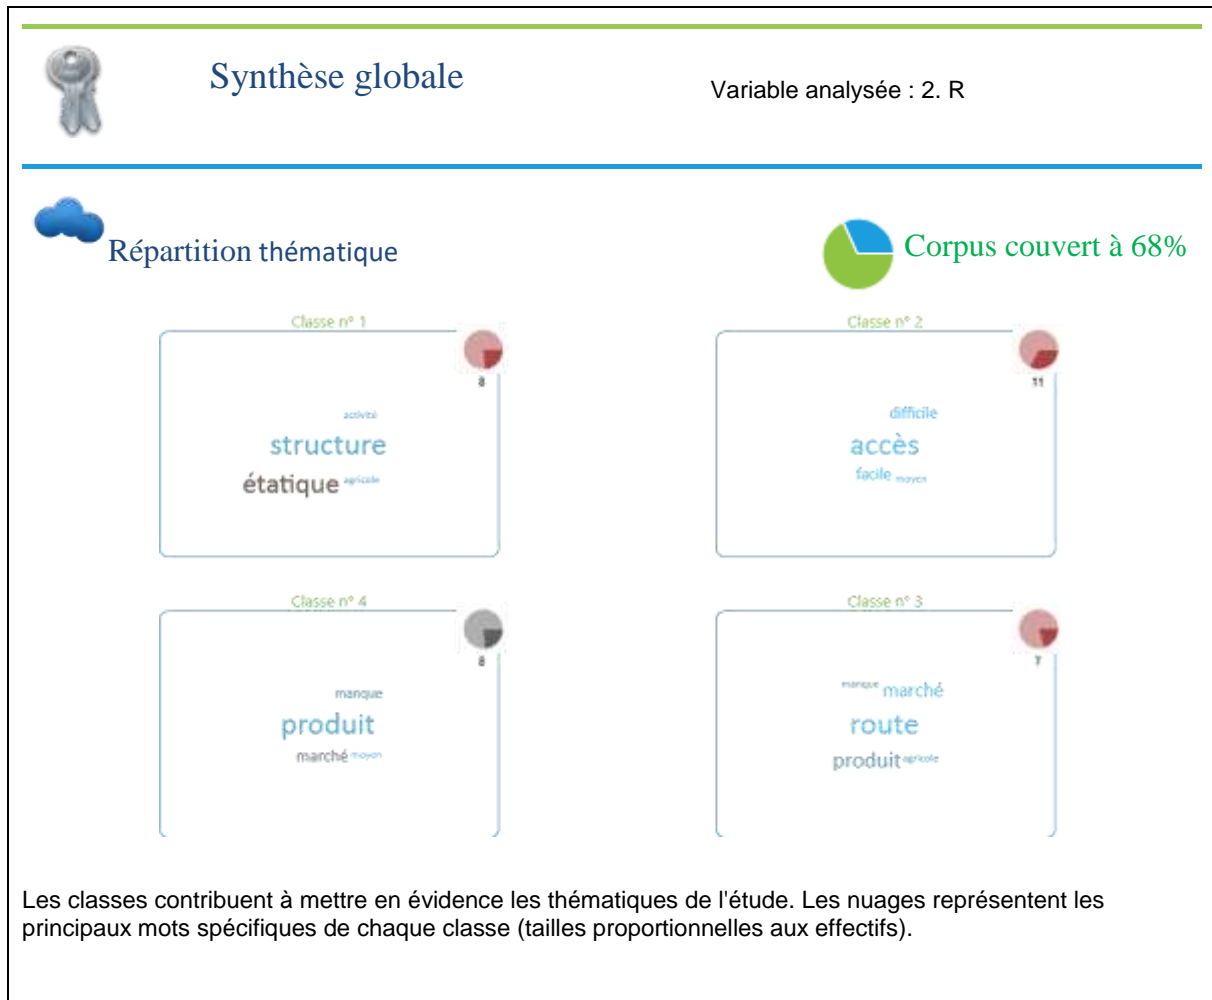 Synthèse globale
Variable analysée : 2. R
Répartition thématique
Corpus couvert à 68%
Classe n° 1
8
activité
structure
étatique agricole
Classe n° 2
11
difficile
accès
facile moyen
Classe n° 4
8
manque
produit
marché moyen
Classe n° 3
7
manque marché
route
produit agricole
Les classes contribuent à mettre en évidence les thématiques de l'étude. Les nuages représentent les
principaux mots spécifiques de chaque classe (tailles proportionnelles aux effectifs).